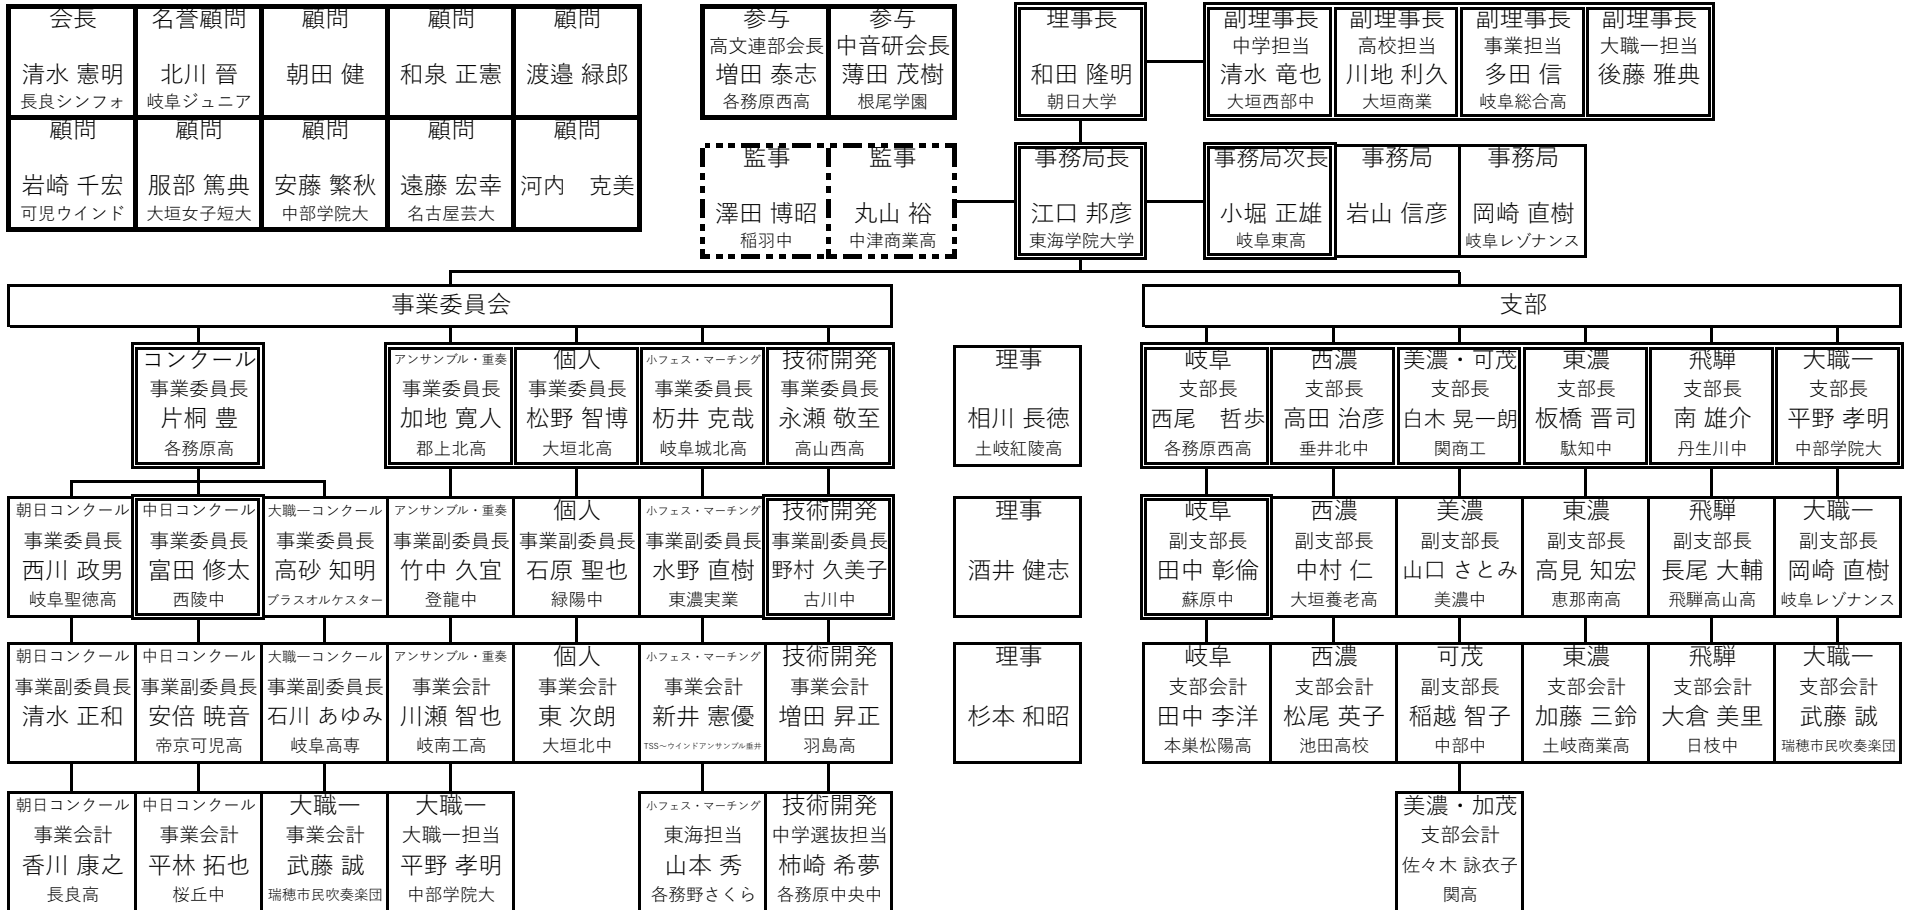 会長
清水 憲明
長良シンフォ
名誉顧問
北川 晉
岐阜ジュニア
顧問
朝田 健
顧問
和泉 正憲
顧問
渡邉 緑郎
顧問
岩崎 千宏
可児ウインド
顧問
服部 篤典
大垣女子短大
顧問
安藤 繁秋
中部学院大
顧問
遠藤 宏幸
名古屋芸大
顧問
河内　克美
参与
高文連部会長
増田 泰志
各務原西高
参与
中音研会長
薄田 茂樹
根尾学園
理事長
和田 隆明
朝日大学
副理事長
中学担当
清水 竜也
大垣西部中
副理事長
高校担当
川地 利久
大垣商業
副理事長
事業担当
多田 信
岐阜総合高
副理事長
大職一担当
後藤 雅典
監事
澤田 博昭
稲羽中
監事
丸山 裕
中津商業高
事務局長
江口 邦彦
東海学院大学
事務局次長
小堀 正雄
岐阜東高
事務局
岩山 信彦
事務局
岡崎 直樹
岐阜レゾナンス
事業委員会
支部
コンクール
事業委員長
片桐 豊
各務原高
アンサンブル・重奏
事業委員長
加地 寛人
郡上北高
個人
事業委員長
松野 智博
大垣北高
小フェス・マーチング
事業委員長
杤井 克哉
岐阜城北高
技術開発
事業委員長
永瀬 敬至
高山西高
理事
相川 長徳
土岐紅陵高
岐阜
支部長
西尾　哲歩
各務原西高
西濃
支部長
高田 治彦
垂井北中
美濃・可茂
支部長
白木 晃一朗
関商工
東濃
支部長
板橋 晋司
駄知中
飛騨
支部長
南 雄介
丹生川中
大職一
支部長
平野 孝明
中部学院大
朝日コンクール
事業委員長
西川 政男
岐阜聖徳高
中日コンクール
事業委員長
富田 修太
西陵中
大職一コンクール
事業委員長
高砂 知明
ブラスオルケスター
アンサンブル・重奏
事業副委員長
竹中 久宜
登龍中
個人
事業副委員長
石原 聖也
緑陽中
小フェス・マーチング
事業副委員長
水野 直樹
東濃実業
技術開発
事業副委員長
野村 久美子
古川中
理事
酒井 健志
岐阜
副支部長
田中 彰倫
蘇原中
西濃
副支部長
中村 仁
大垣養老高
美濃
副支部長
山口 さとみ
美濃中
東濃
副支部長
高見 知宏
恵那南高
飛騨
副支部長
長尾 大輔
飛騨高山高
大職一
副支部長
岡崎 直樹
岐阜レゾナンス
朝日コンクール
事業副委員長
清水 正和
中日コンクール
事業副委員長
安倍 暁音
帝京可児高
大職一コンクール
事業副委員長
石川 あゆみ
岐阜高専
アンサンブル・重奏
事業会計
川瀬 智也
岐南工高
個人
事業会計
東 次朗
大垣北中
小フェス・マーチング
事業会計
新井 憲優
TSS～ウインドアンサンブル垂井
技術開発
事業会計
増田 昇正
羽島高
理事
杉本 和昭
岐阜
支部会計
田中 李洋
本巣松陽高
西濃
支部会計
松尾 英子
池田高校
可茂
副支部長
稲越 智子
中部中
東濃
支部会計
加藤 三鈴
土岐商業高
飛騨
支部会計
大倉 美里
日枝中
大職一
支部会計
武藤 誠
瑞穂市民吹奏楽団
朝日コンクール
事業会計
香川 康之
長良高
中日コンクール
事業会計
平林 拓也
桜丘中
大職一
事業会計
武藤 誠
瑞穂市民吹奏楽団
大職一
大職一担当
平野 孝明
中部学院大
小フェス・マーチング
東海担当
山本 秀
各務野さくら
技術開発
中学選抜担当
柿崎 希夢
各務原中央中
美濃・加茂
支部会計
佐々木 詠衣子
関高